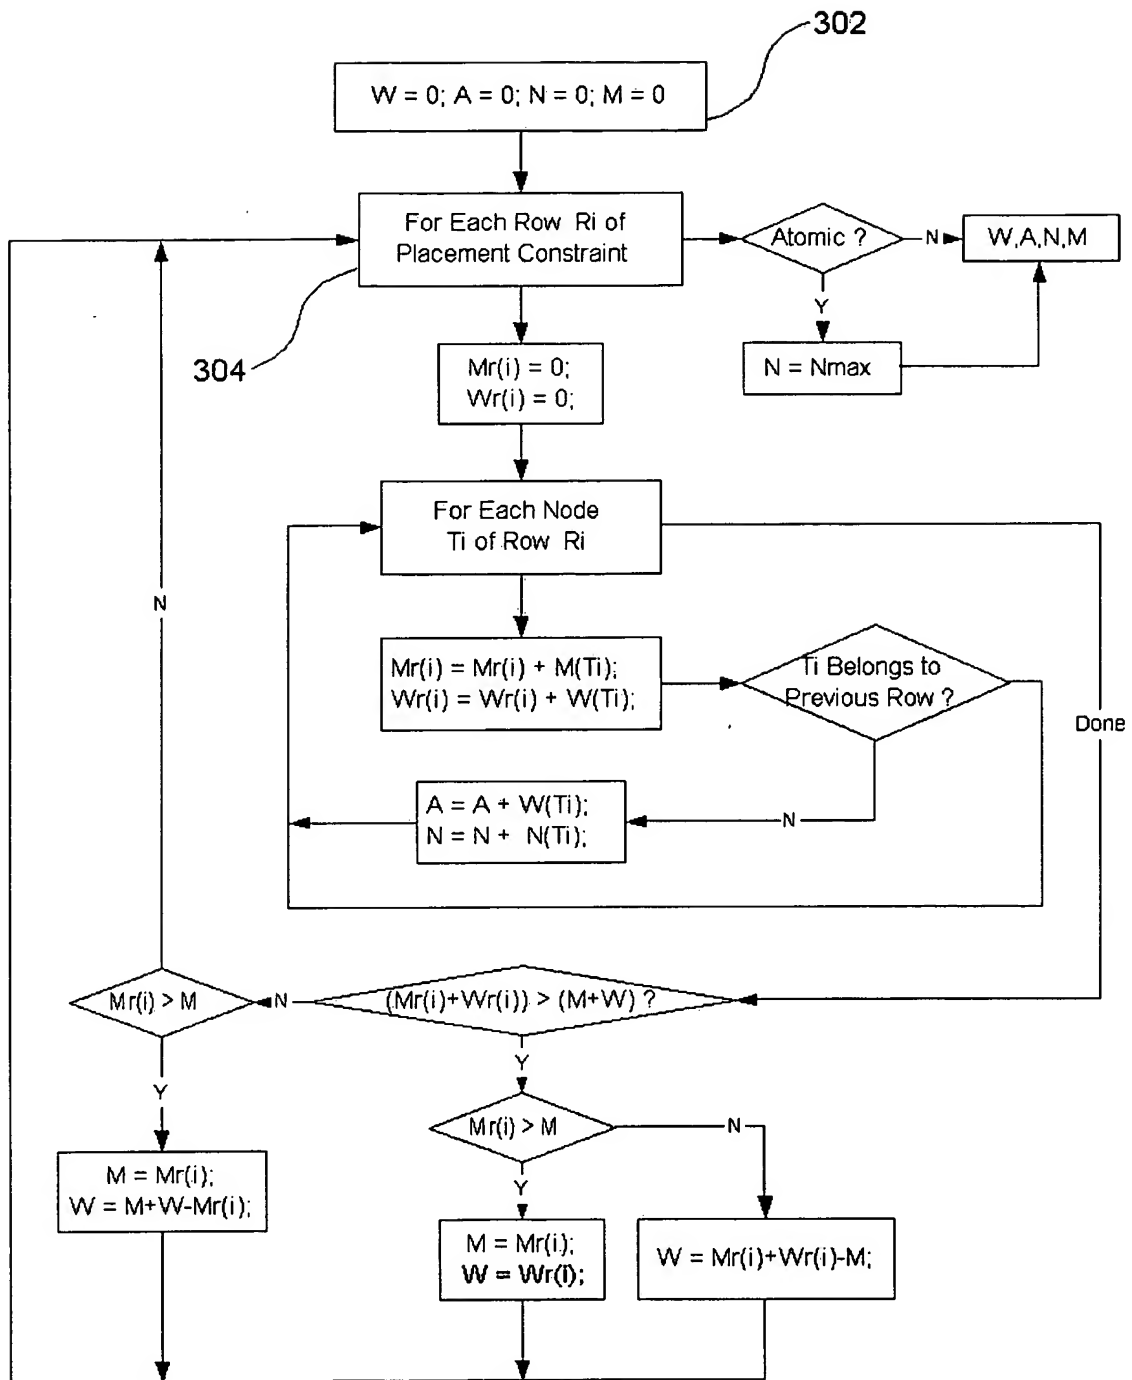 302
W = 0; A = 0; N = 0; M = 0
For Each Row Ri of
Placement Constraint
Atomic ?
N
W,A,N,M
Y
N = Nmax
304
Mr(i) = 0;
Wr(i) = 0;
For Each Node
Ti of Row Ri
N
Mr(i) = Mr(i) + M(Ti);
Wr(i) = Wr(i) + W(Ti);
Ti Belongs to
Previous Row ?
Done
A = A + W(Ti);
N = N + N(Ti);
N
Mr(i) > M
N
(Mr(i)+Wr(i)) > (M+W) ?
Y
Y
Mr(i) > M
N
M = Mr(i);
W = M+W-Mr(i);
Y
M = Mr(i);
W = Wr(i);
W = Mr(i)+Wr(i)-M;